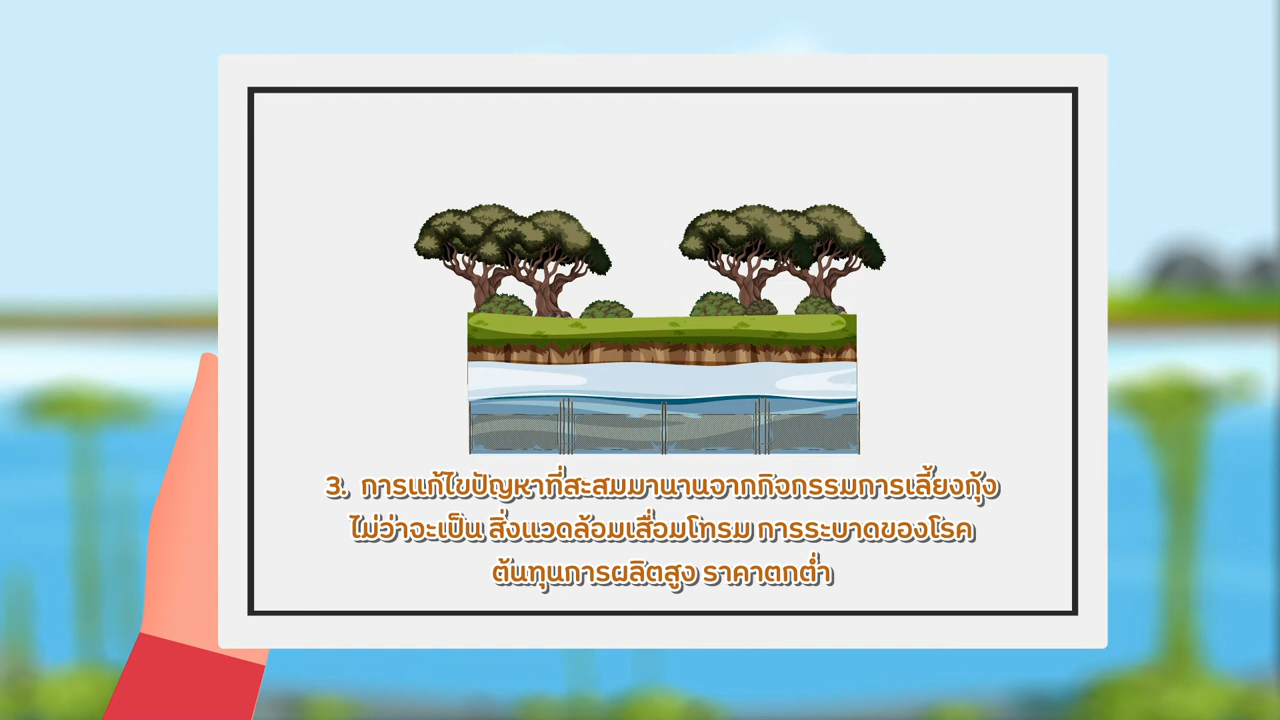 3. การแก้ไขปัญหาที่สะสมมานานจากกิจกรรมการเลี้ยงกุ้ง
ไม่ว่าจะเป็น สิ่งแวดล้อมเสื่อมโทรม การระบาดของโรค
ต้นทุนการผลิตสูง ราคาตกต่ำ